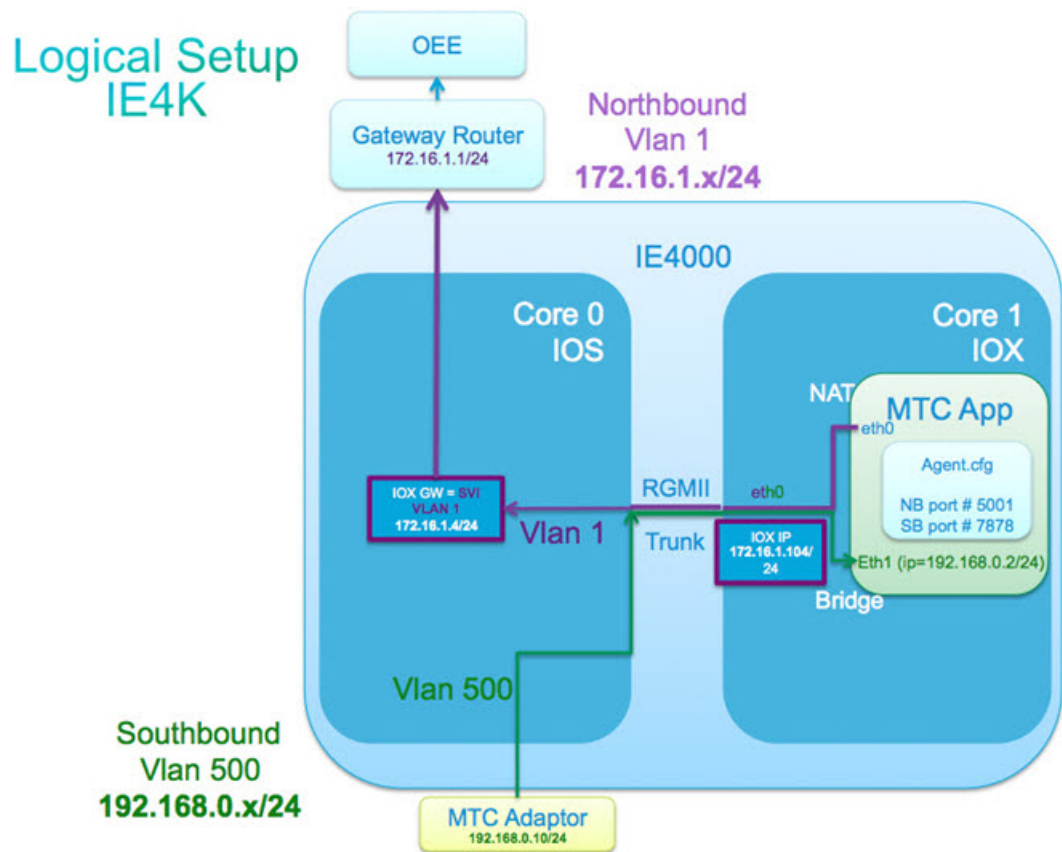 Logical Setup
IE4K
OEE
Gateway Router
172.16.1.1/24
Northbound
Vlan 1
172.16.1.x/24
IE4000
Core 0
IOS
Core 1
IOX
NAT
MTC App
eth0
Agent.cfg
NB port # 5001
SB port # 7878
Eth1 (ip=192.168.0.2/24)
Bridge
RGMII
eth0
Trunk
IOX IP
172.16.1.104/
24
IOX GW = SVI
VLAN 1
172.16.1.4/24
Vlan 1
Vlan 500
Southbound
Vlan 500
192.168.0.x/24
MTC Adaptor
192.168.0.10/24